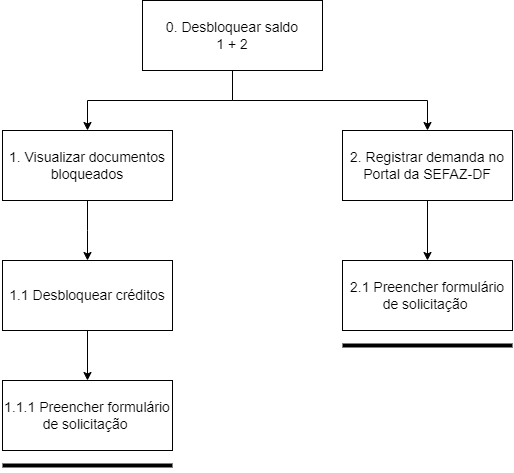 0. Desbloquear saldo
1 + 2
1. Visualizar documentos
bloqueados
2. Registrar demanda no
Portal da SEFAZ-DF
1.1 Desbloquear créditos
2.1 Preencher formulário
de solicitação
1.1.1 Preencher formulário
de solicitação